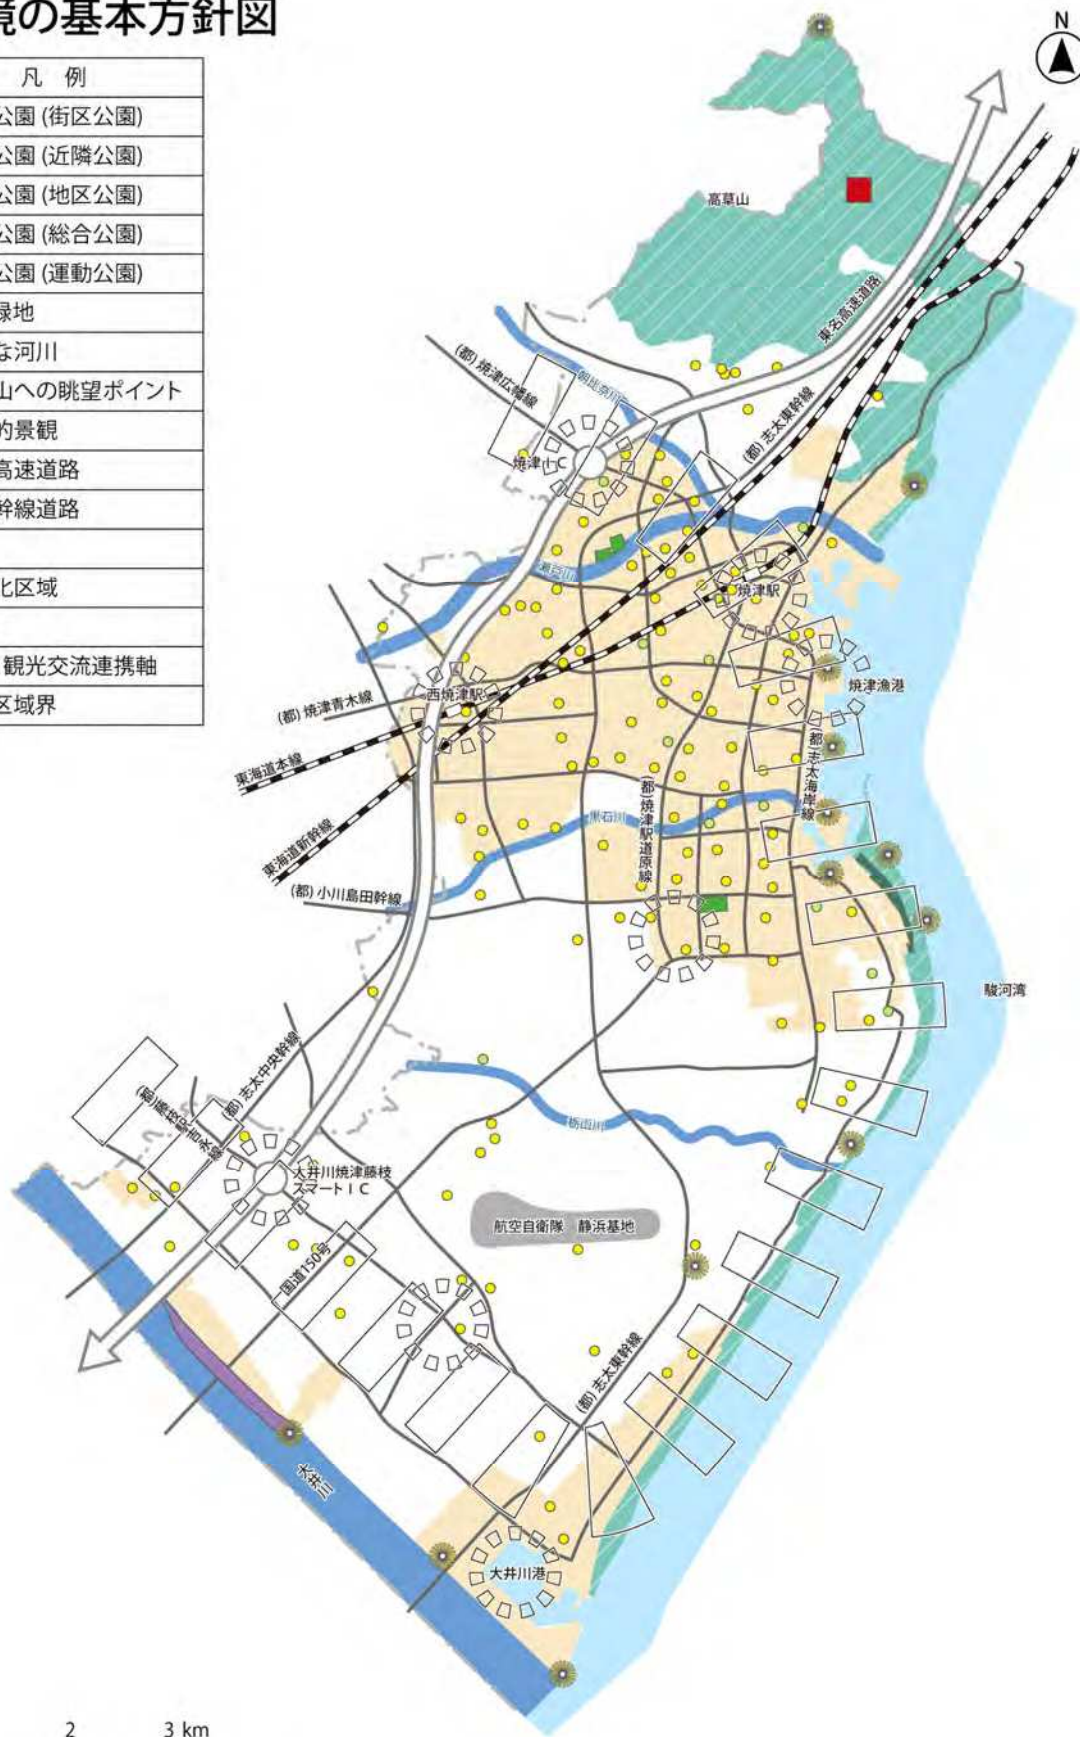 境の基本方針図
凡 例
公園 (街区公園)
公園 (近隣公園)
公園 (地区公園)
公園 (総合公園)
公園 (運動公園)
緑地
な河川
山への眺望ポイント
的景観
高速道路
幹線道路
化区域
観光交流連携軸
区域界
N
高草山
東名高速道路
(都) 焼津広幡線
朝比奈川
(都) 志太東幹線
焼津IC
瀬戸川
焼津駅
西焼津駅
焼津漁港
(都) 焼津青木線
東海道本線
(都) 志太海岸線
(都) 焼津駅道原線
黒石川
東海道新幹線
(都) 小川島田幹線
駿河湾
(都) 志太中央幹線
(都) 藤枝駅吉永線
栃山川
大井川焼津藤枝
スマートIC
航空自衛隊 静浜基地
国道150号
(都) 志太東幹線
大井川
大井川港
2 3 km